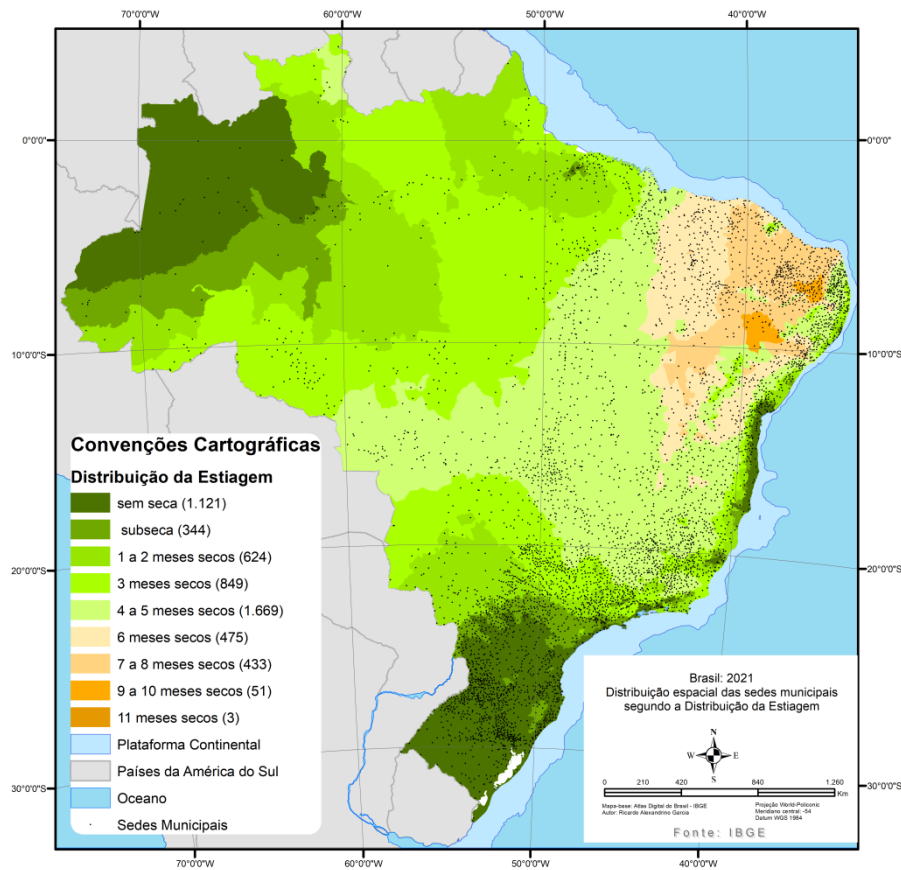 70°0'0"W 60°0'0"W 50°0'0"W 40°0'0"W
0°0'0" 0°0'0"
10°0'0"S 10°0'0"S
Convenções Cartográficas
Distribuição da Estiagem
sem seca (1.121)
subseca (344)
1 a 2 meses secos (624)
3 meses secos (849)
4 a 5 meses secos (1.669)
6 meses secos (475)
7 a 8 meses secos (433)
9 a 10 meses secos (51)
11 meses secos (3)
Plataforma Continental
Países da América do Sul
Oceano
Sedes Municipais
20°0'0"S 20°0'0"S
30°0'0"S 30°0'0"S
Brasil: 2021
Distribuição espacial das sedes municipais
segundo a Distribuição da Estiagem
N
W E
S
0 210 420 840 1.260
Km
Mapa-base: Atlas Digital do Brasil - IBGE
Autor: Ricardo Alexandrino Garcia
Projeção World-Policonic
Meridiano central: -54
Datum WGS 1984
Fonte: IBGE
70°0'0"W 60°0'0"W 50°0'0"W 40°0'0"W